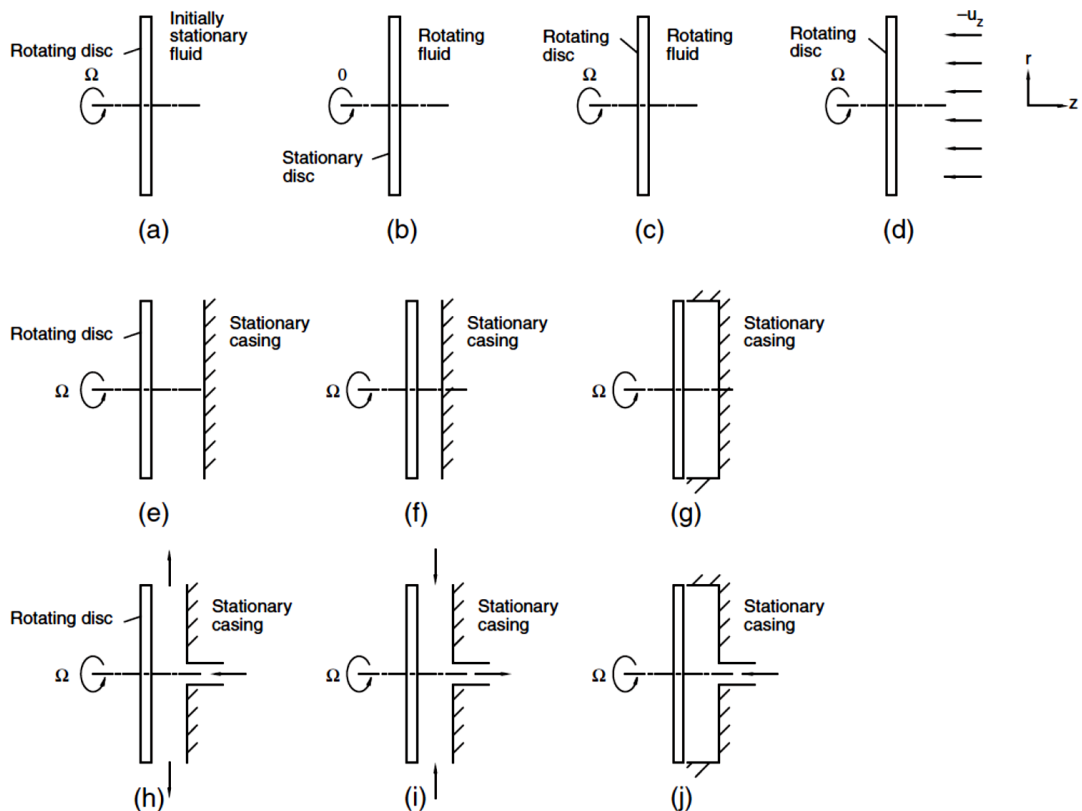 Rotating disc
Initially
stationary
fluid
Ω
(a)
Rotating
fluid
0
Stationary
disc
(b)
Rotating
disc
Rotating
fluid
Ω
(c)
Rotating
disc
Ω
–u_z
r
z
(d)
Rotating disc
Stationary
casing
Ω
(e)
Stationary
casing
Ω
(f)
Stationary
casing
Ω
(g)
Rotating disc
Stationary
casing
Ω
(h)
Stationary
casing
Ω
(i)
Stationary
casing
Ω
(j)